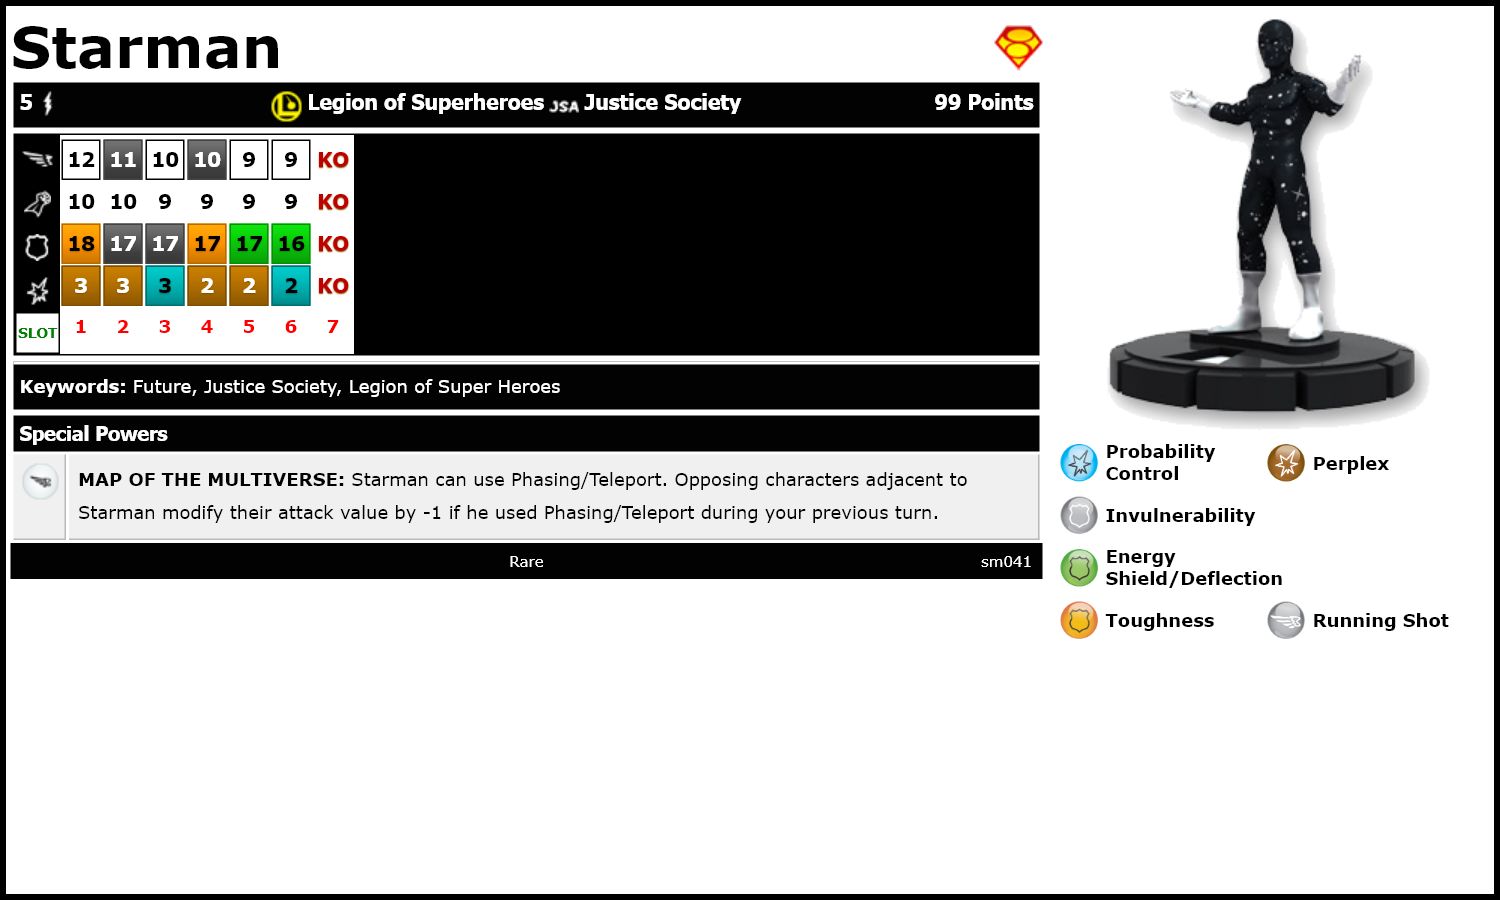 Starman
5 Legion of Superheroes JSA Justice Society 99 Points
12 11 10 10 9 9 KO
10 10 9 9 9 9 KO
18 17 17 17 17 16 KO
3 3 3 2 2 2 KO
SLOT 1 2 3 4 5 6 7
Keywords: Future, Justice Society, Legion of Super Heroes
Special Powers
MAP OF THE MULTIVERSE: Starman can use Phasing/Teleport. Opposing characters adjacent to
Starman modify their attack value by -1 if he used Phasing/Teleport during your previous turn.
Rare sm041
Probability
Control
Perplex
Invulnerability
Energy
Shield/Deflection
Toughness
Running Shot